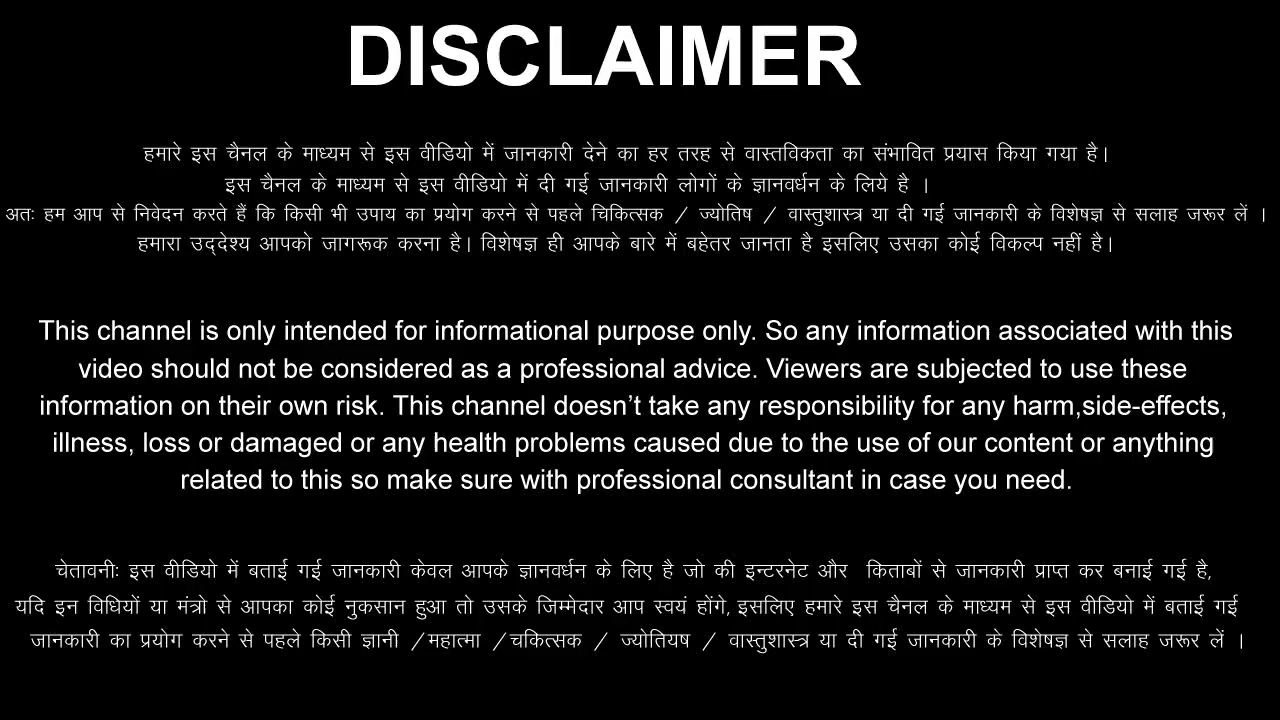 DISCLAIMER
हमारे इस चैनल के माध्यम से इस वीडियो में जानकारी देने का हर तरह से वास्तविकता का संभावित प्रयास किया गया है।
इस चैनल के माध्यम से इस वीडियो में दी गई जानकारी लोगों के ज्ञानवर्धन के लिये है ।
अतः हम आप से निवेदन करते हैं कि किसी भी उपाय का प्रयोग करने से पहले चिकित्सक / ज्योतिष / वास्तुशास्त्र या दी गई जानकारी के विशेषज्ञ से सलाह जरूर लें ।
हमारा उद्देश्य आपको जागरूक करना है। विशेषज्ञ ही आपके बारे में बहेतर जानता है इसलिए उसका कोई विकल्प नहीं है।
This channel is only intended for informational purpose only. So any information associated with this
video should not be considered as a professional advice. Viewers are subjected to use these
information on their own risk. This channel doesn’t take any responsibility for any harm,side-effects,
illness, loss or damaged or any health problems caused due to the use of our content or anything
related to this so make sure with professional consultant in case you need.
चेतावनीः इस वीडियो में बताई गई जानकारी केवल आपके ज्ञानवर्धन के लिए है जो की इन्टरनेट और किताबों से जानकारी प्राप्त कर बनाई गई है,
यदि इन विधियों या मंत्रो से आपका कोई नुकसान हुआ तो उसके जिम्मेदार आप स्वयं होंगे, इसलिए हमारे इस चैनल के माध्यम से इस वीडियो में बताई गई
जानकारी का प्रयोग करने से पहले किसी ज्ञानी /महात्मा /चकित्सक / ज्योतियष / वास्तुशास्त्र या दी गई जानकारी के विशेषज्ञ से सलाह जरूर लें ।